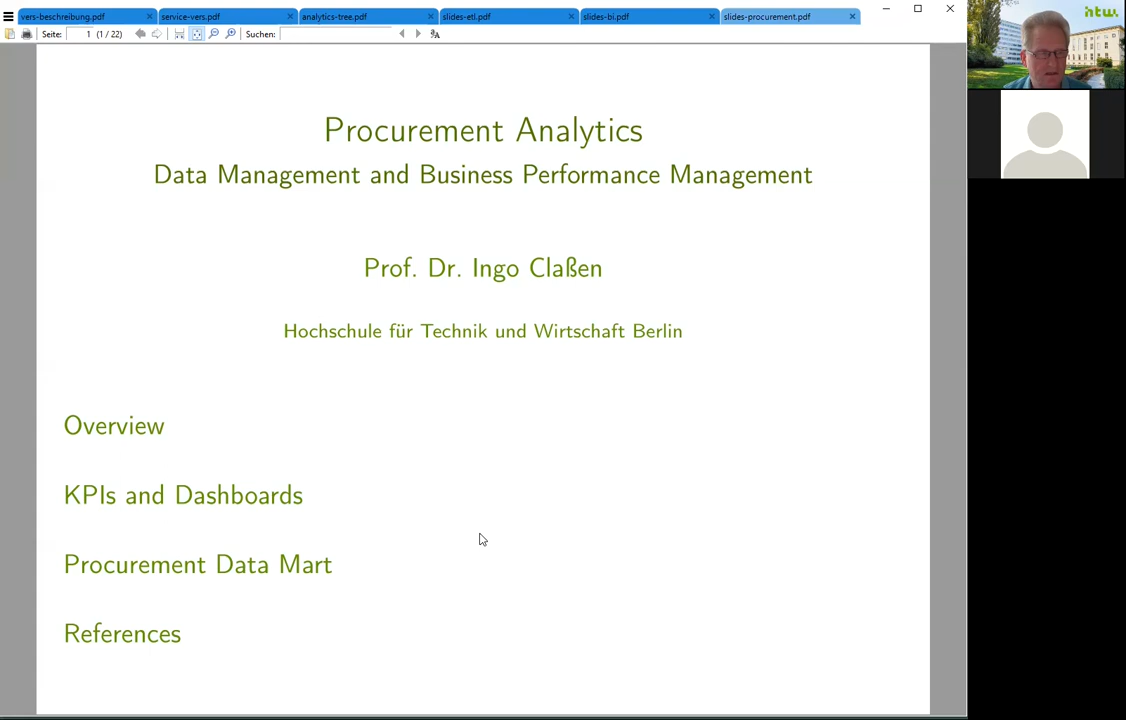 vers-beschreibung.pdf
service-vers.pdf
analytics-tree.pdf
slides-etl.pdf
slides-bi.pdf
slides-procurement.pdf
Seite: 1 (1 / 22) Suchen:
htw
Procurement Analytics
Data Management and Business Performance Management
Prof. Dr. Ingo Claßen
Hochschule für Technik und Wirtschaft Berlin
Overview
KPIs and Dashboards
Procurement Data Mart
References